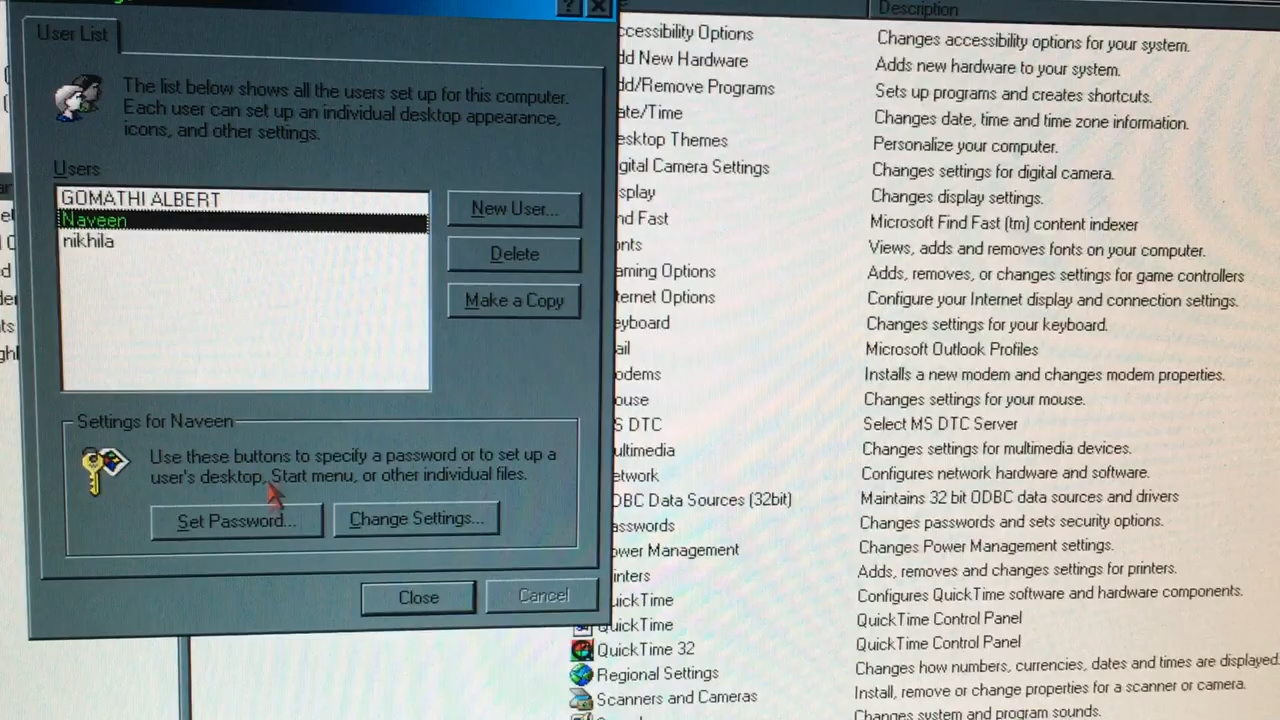 User List
The list below shows all the users set up for this computer.
Each user can set up an individual desktop appearance,
icons, and other settings.
Users
GOMATHI ALBERT
Naveen
nikhila
New User...
Delete
Make a Copy
Settings for Naveen
Use these buttons to specify a password or to set up a
user's desktop, Start menu, or other individual files.
Set Password...
Change Settings...
Close
Cancel
Description
ccessibility Options Changes accessibility options for your system.
dd New Hardware Adds new hardware to your system.
dd/Remove Programs Sets up programs and creates shortcuts.
ate/Time Changes date, time and time zone information.
esktop Themes Personalize your computer.
igital Camera Settings Changes settings for digital camera.
splay Changes display settings.
nd Fast Microsoft Find Fast (tm) content indexer
onts Views, adds and removes fonts on your computer.
aming Options Adds, removes, or changes settings for game controllers
ternet Options Configure your Internet display and connection settings.
eyboard Changes settings for your keyboard.
ail Microsoft Outlook Profiles
odems Installs a new modem and changes modem properties.
ouse Changes settings for your mouse.
S DTC Select MS DTC Server
ultimedia Changes settings for multimedia devices.
etwork Configures network hardware and software.
DBC Data Sources (32bit) Maintains 32 bit ODBC data sources and drivers
asswords Changes passwords and sets security options.
ower Management Changes Power Management settings.
inters Adds, removes and changes settings for printers.
uickTime Configures QuickTime software and hardware components.
QuickTime QuickTime Control Panel
QuickTime 32 QuickTime Control Panel
Regional Settings Changes how numbers, currencies, dates and times are displayed.
Scanners and Cameras Install, remove or change properties for a scanner or camera.
Changes system and program sounds.